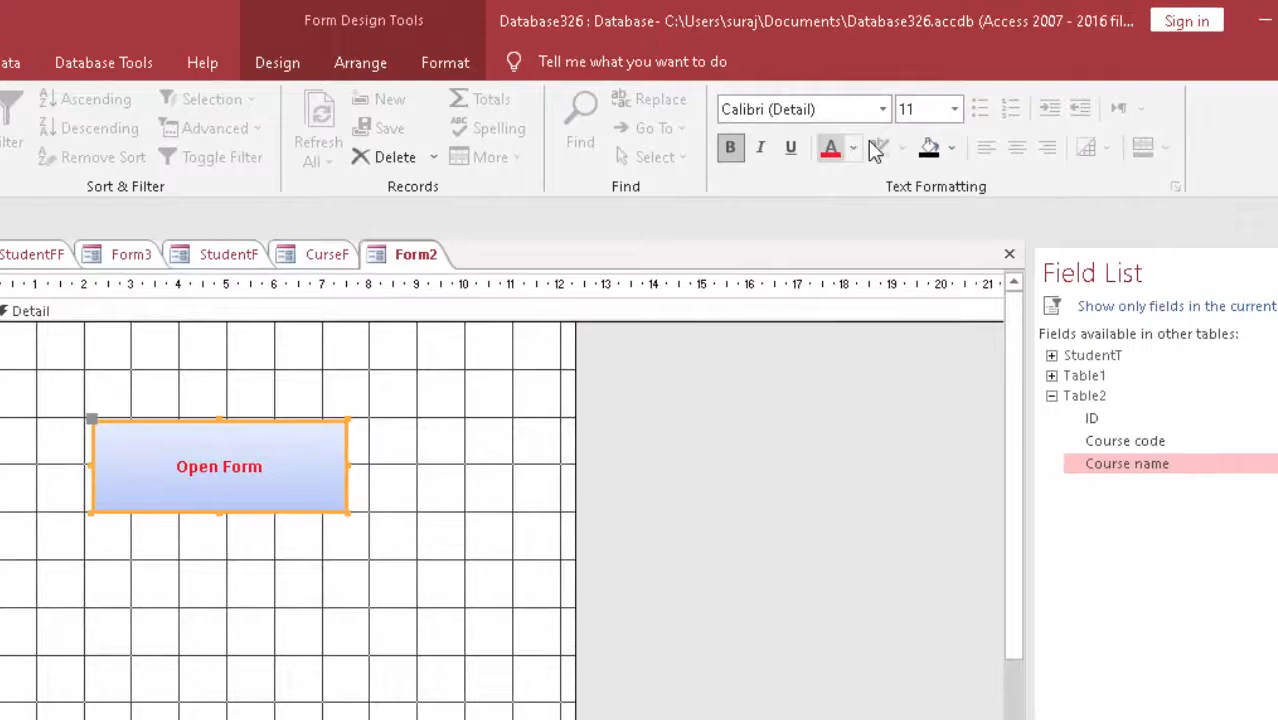 Form Design Tools
Database326 : Database- C:\Users\suraj\Documents\Database326.accdb (Access 2007 - 2016 fil...
Sign in
ata
Database Tools
Help
Design
Arrange
Format
Tell me what you want to do
Ascending
Selection
New
Totals
Replace
Calibri (Detail)
11
Descending
Advanced
Save
Spelling
Go To
ilter
Remove Sort
Toggle Filter
Refresh
All
Delete
More
Find
Select
B I U A
Sort & Filter
Records
Find
Text Formatting
StudentFF
Form3
StudentF
CurseF
Form2
1 2 3 4 5 6 7 8 9 10 11 12 13 14 15 16 17 18 19 20 21
Detail
Open Form
Field List
Show only fields in the current
Fields available in other tables:
StudentT
Table1
Table2
ID
Course code
Course name